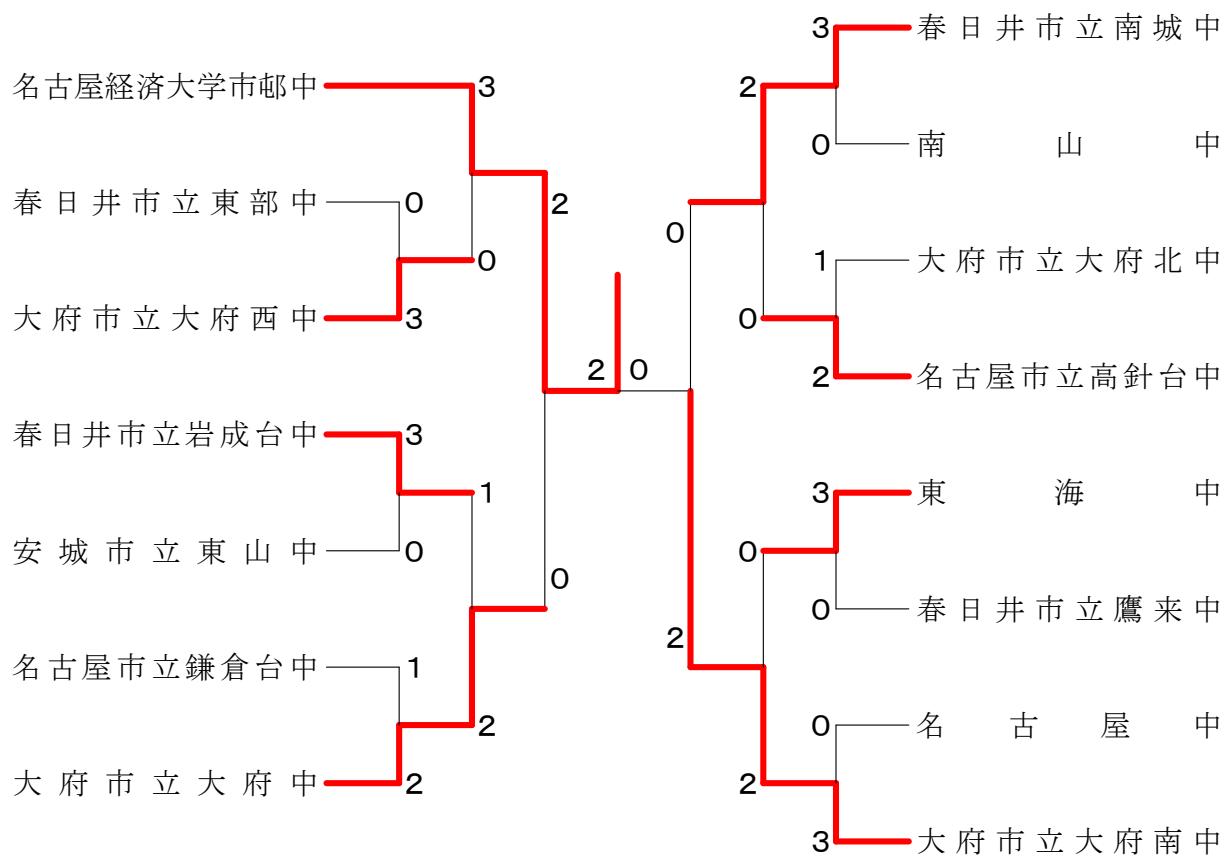 春日井市立南城中
3
名古屋経済大学市邨中
3
2
南山中
0
春日井市立東部中
0
2
0
大府市立大府北中
1
0
大府市立大府西中
3
0
名古屋市立高針台中
2
2 0
春日井市立岩成台中
3
1
東海中
3
安城市立東山中
0
0
0
春日井市立鷹来中
0
2
名古屋市立鎌倉台中
1
2
名古屋中
0
大府市立大府中
2
2
大府市立大府南中
3